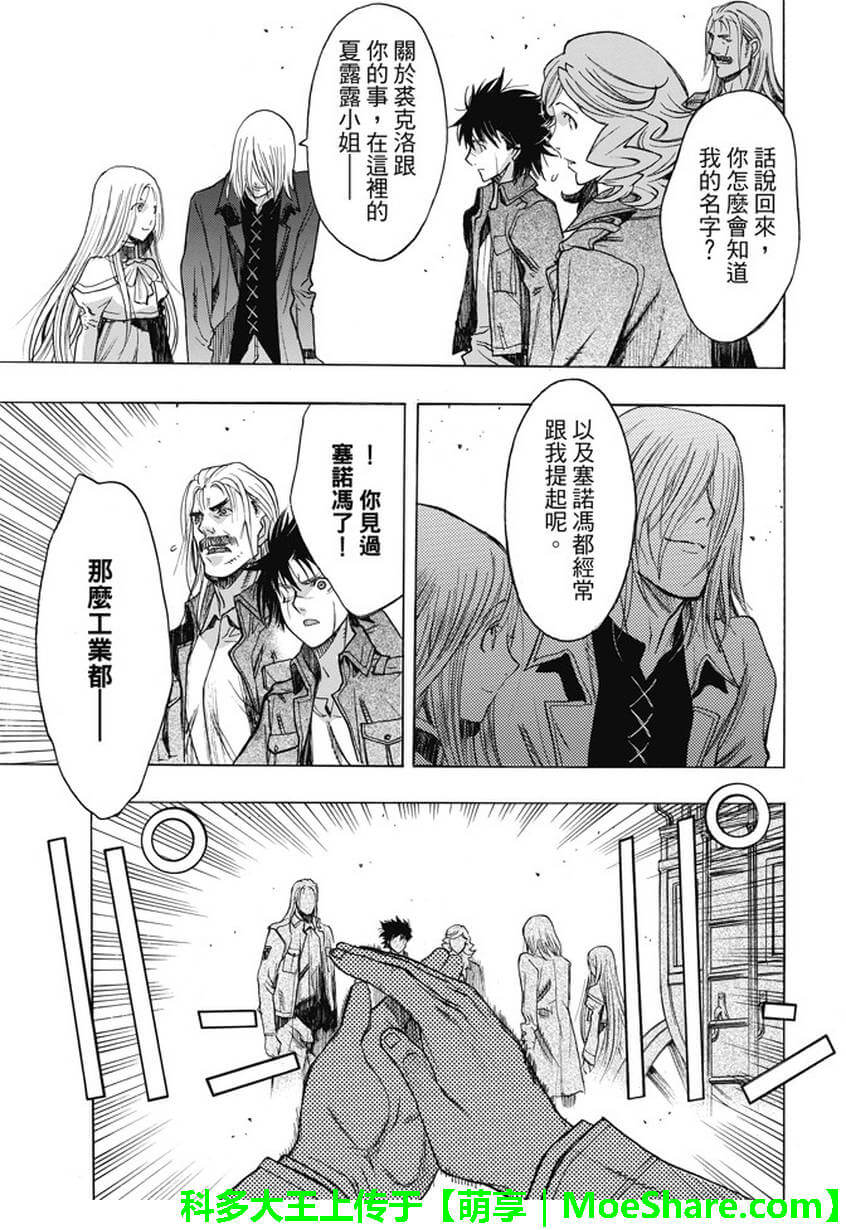 話說回來，
你怎麼會知道
我的名字？
關於裘克洛跟
你的事，在這裡的
夏露露小姐——
以及塞諾馮都經常
跟我提起呢。
！ 你見過
塞諾馮了！
那麼工業都——
科多大王上传于【萌享｜MoeShare.com】